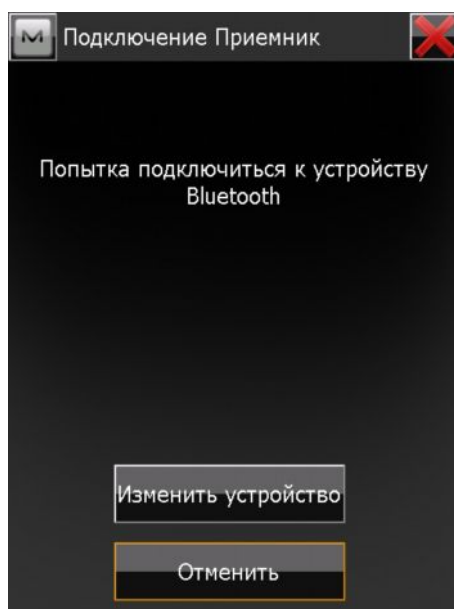 M Подключение Приемник
Попытка подключиться к устройству
Bluetooth
Изменить устройство
Отменить